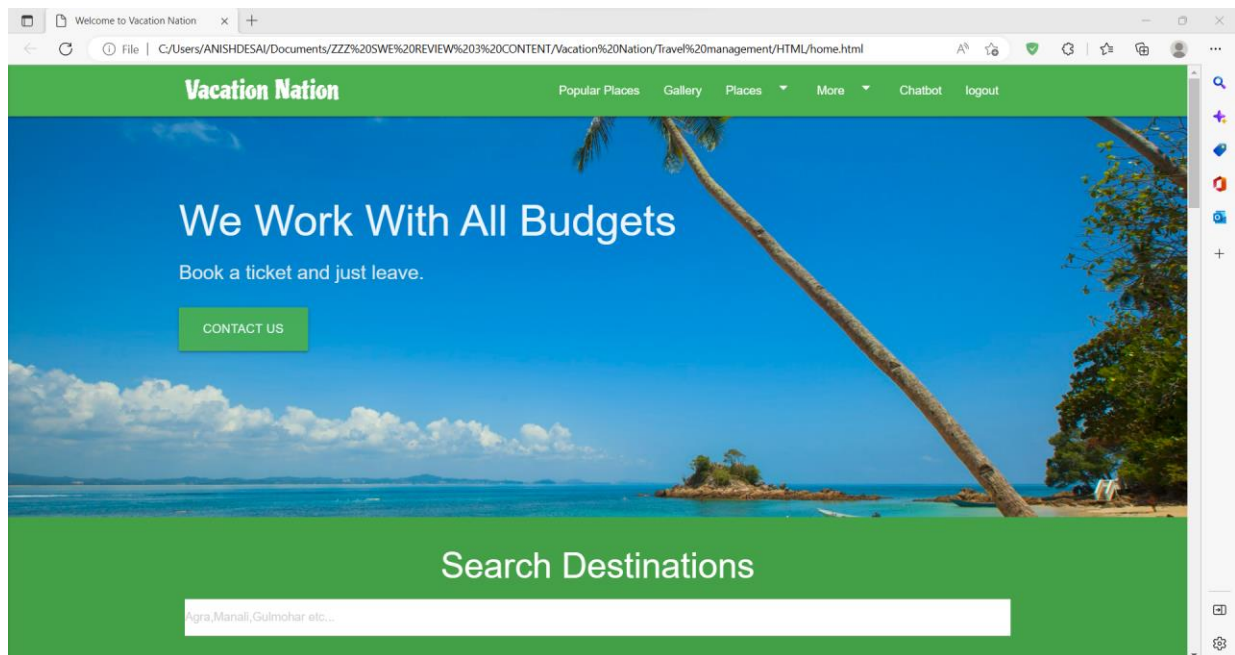 Welcome to Vacation Nation
File | C:/Users/ANISHDESAI/Documents/ZZZ%20SWE%20REVIEW%203%20CONTENT/Vacation%20Nation/Travel%20management/HTML/home.html
Vacation Nation Popular Places Gallery Places More Chatbot logout
We Work With All Budgets
Book a ticket and just leave.
CONTACT US
Search Destinations
Agra,Manali,Gulmohar etc...